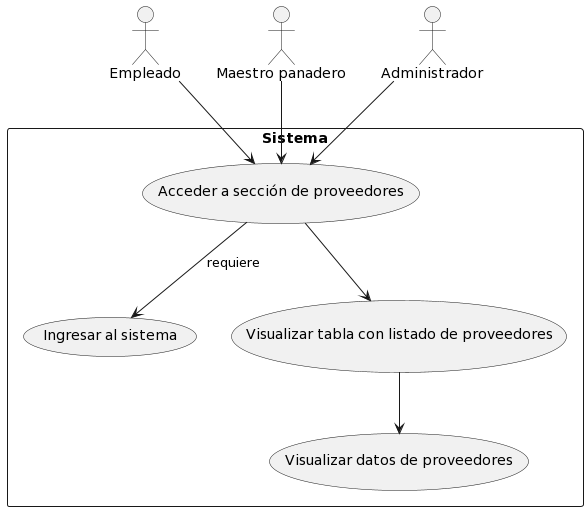 Empleado
Maestro panadero
Administrador
Sistema
Acceder a sección de proveedores
requiere
Ingresar al sistema
Visualizar tabla con listado de proveedores
Visualizar datos de proveedores